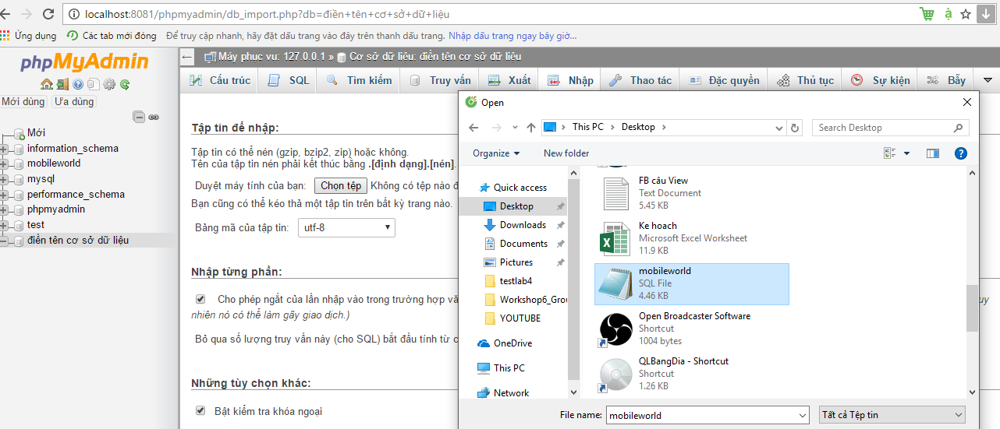 localhost:8081/phpmyadmin/db_import.php?db=điền+tên+cơ+sở+dữ+liệu
Ứng dụng Các tab mới đóng Để truy cập nhanh, hãy đặt dấu trang vào đây trên thanh dấu trang. Nhập dấu trang ngay bây giờ...
phpMyAdmin
Mới dùng Ưa dùng
Mới
information_schema
mobileworld
mysql
performance_schema
phpmyadmin
test
điền tên cơ sở dữ liệu
Máy phục vụ: 127.0.0.1 » Cơ sở dữ liệu: điền tên cơ sở dữ liệu
Cấu trúc SQL Tìm kiếm Truy vấn Xuất Nhập Thao tác Đặc quyền Thủ tục Sự kiện Bẫy
Tập tin để nhập:
Tập tin có thể nén (gzip, bzip2, zip) hoặc không.
Tên của tập tin nén phải kết thúc bằng .[định dạng].[nén].
Duyệt máy tính của bạn: Chọn tệp Không có tệp nào đ
Bạn cũng có thể kéo thả một tập tin trên bất kỳ trang nào.
Bảng mã của tập tin: utf-8
Nhập từng phần:
Cho phép ngắt của lần nhập vào trong trường hợp vă uy
nhiên nó có thể làm gãy giao dịch.)
Bỏ qua số lượng truy vấn này (cho SQL) bắt đầu tính từ c
Những tùy chọn khác:
Bật kiểm tra khóa ngoại
Open
This PC Desktop
Search Desktop
Organize New folder
Quick access
Desktop
Downloads
Documents
Pictures
testlab4
Workshop6_Grou
YOUTUBE
OneDrive
This PC
Network
FB câu View
Text Document
5.45 KB
Ke hoach
Microsoft Excel Worksheet
11.9 KB
mobileworld
SQL File
4.46 KB
Open Broadcaster Software
Shortcut
1004 bytes
QLBangDia - Shortcut
Shortcut
1.26 KB
File name: mobileworld Tất cả Tệp tin